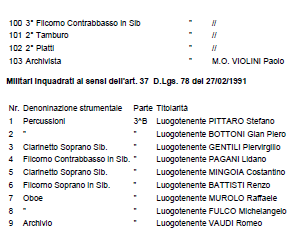 100 3° Flicorno Contrabbasso in Sib " //
101 2° Tamburo " //
102 2° Piatti " //
103 Archivista " M.O. VIOLINI Paolo
Militari inquadrati ai sensi dell'art. 37 D.Lgs. 78 del 27/02/1991
Nr. Denominazione strumentale Parte Titolarità
1 Percussioni 3^B Luogotenente PITTARO Stefano
2 " " Luogotenente BOTTONI Gian Piero
3 Clarinetto Soprano Sib. " Luogotenente GENTILI Piervirgilio
4 Flicorno Contrabbasso in Sib. " Luogotenente PAGANI Lidano
5 Clarinetto Soprano Sib. " Luogotenente MINGOIA Costantino
6 Flicorno Soprano in Sib. " Luogotenente BATTISTI Renzo
7 Oboe " Luogotenente MUROLO Raffaele
8 " " Luogotenente FULCO Michelangelo
9 Archivio " Luogotenente VAUDI Romeo